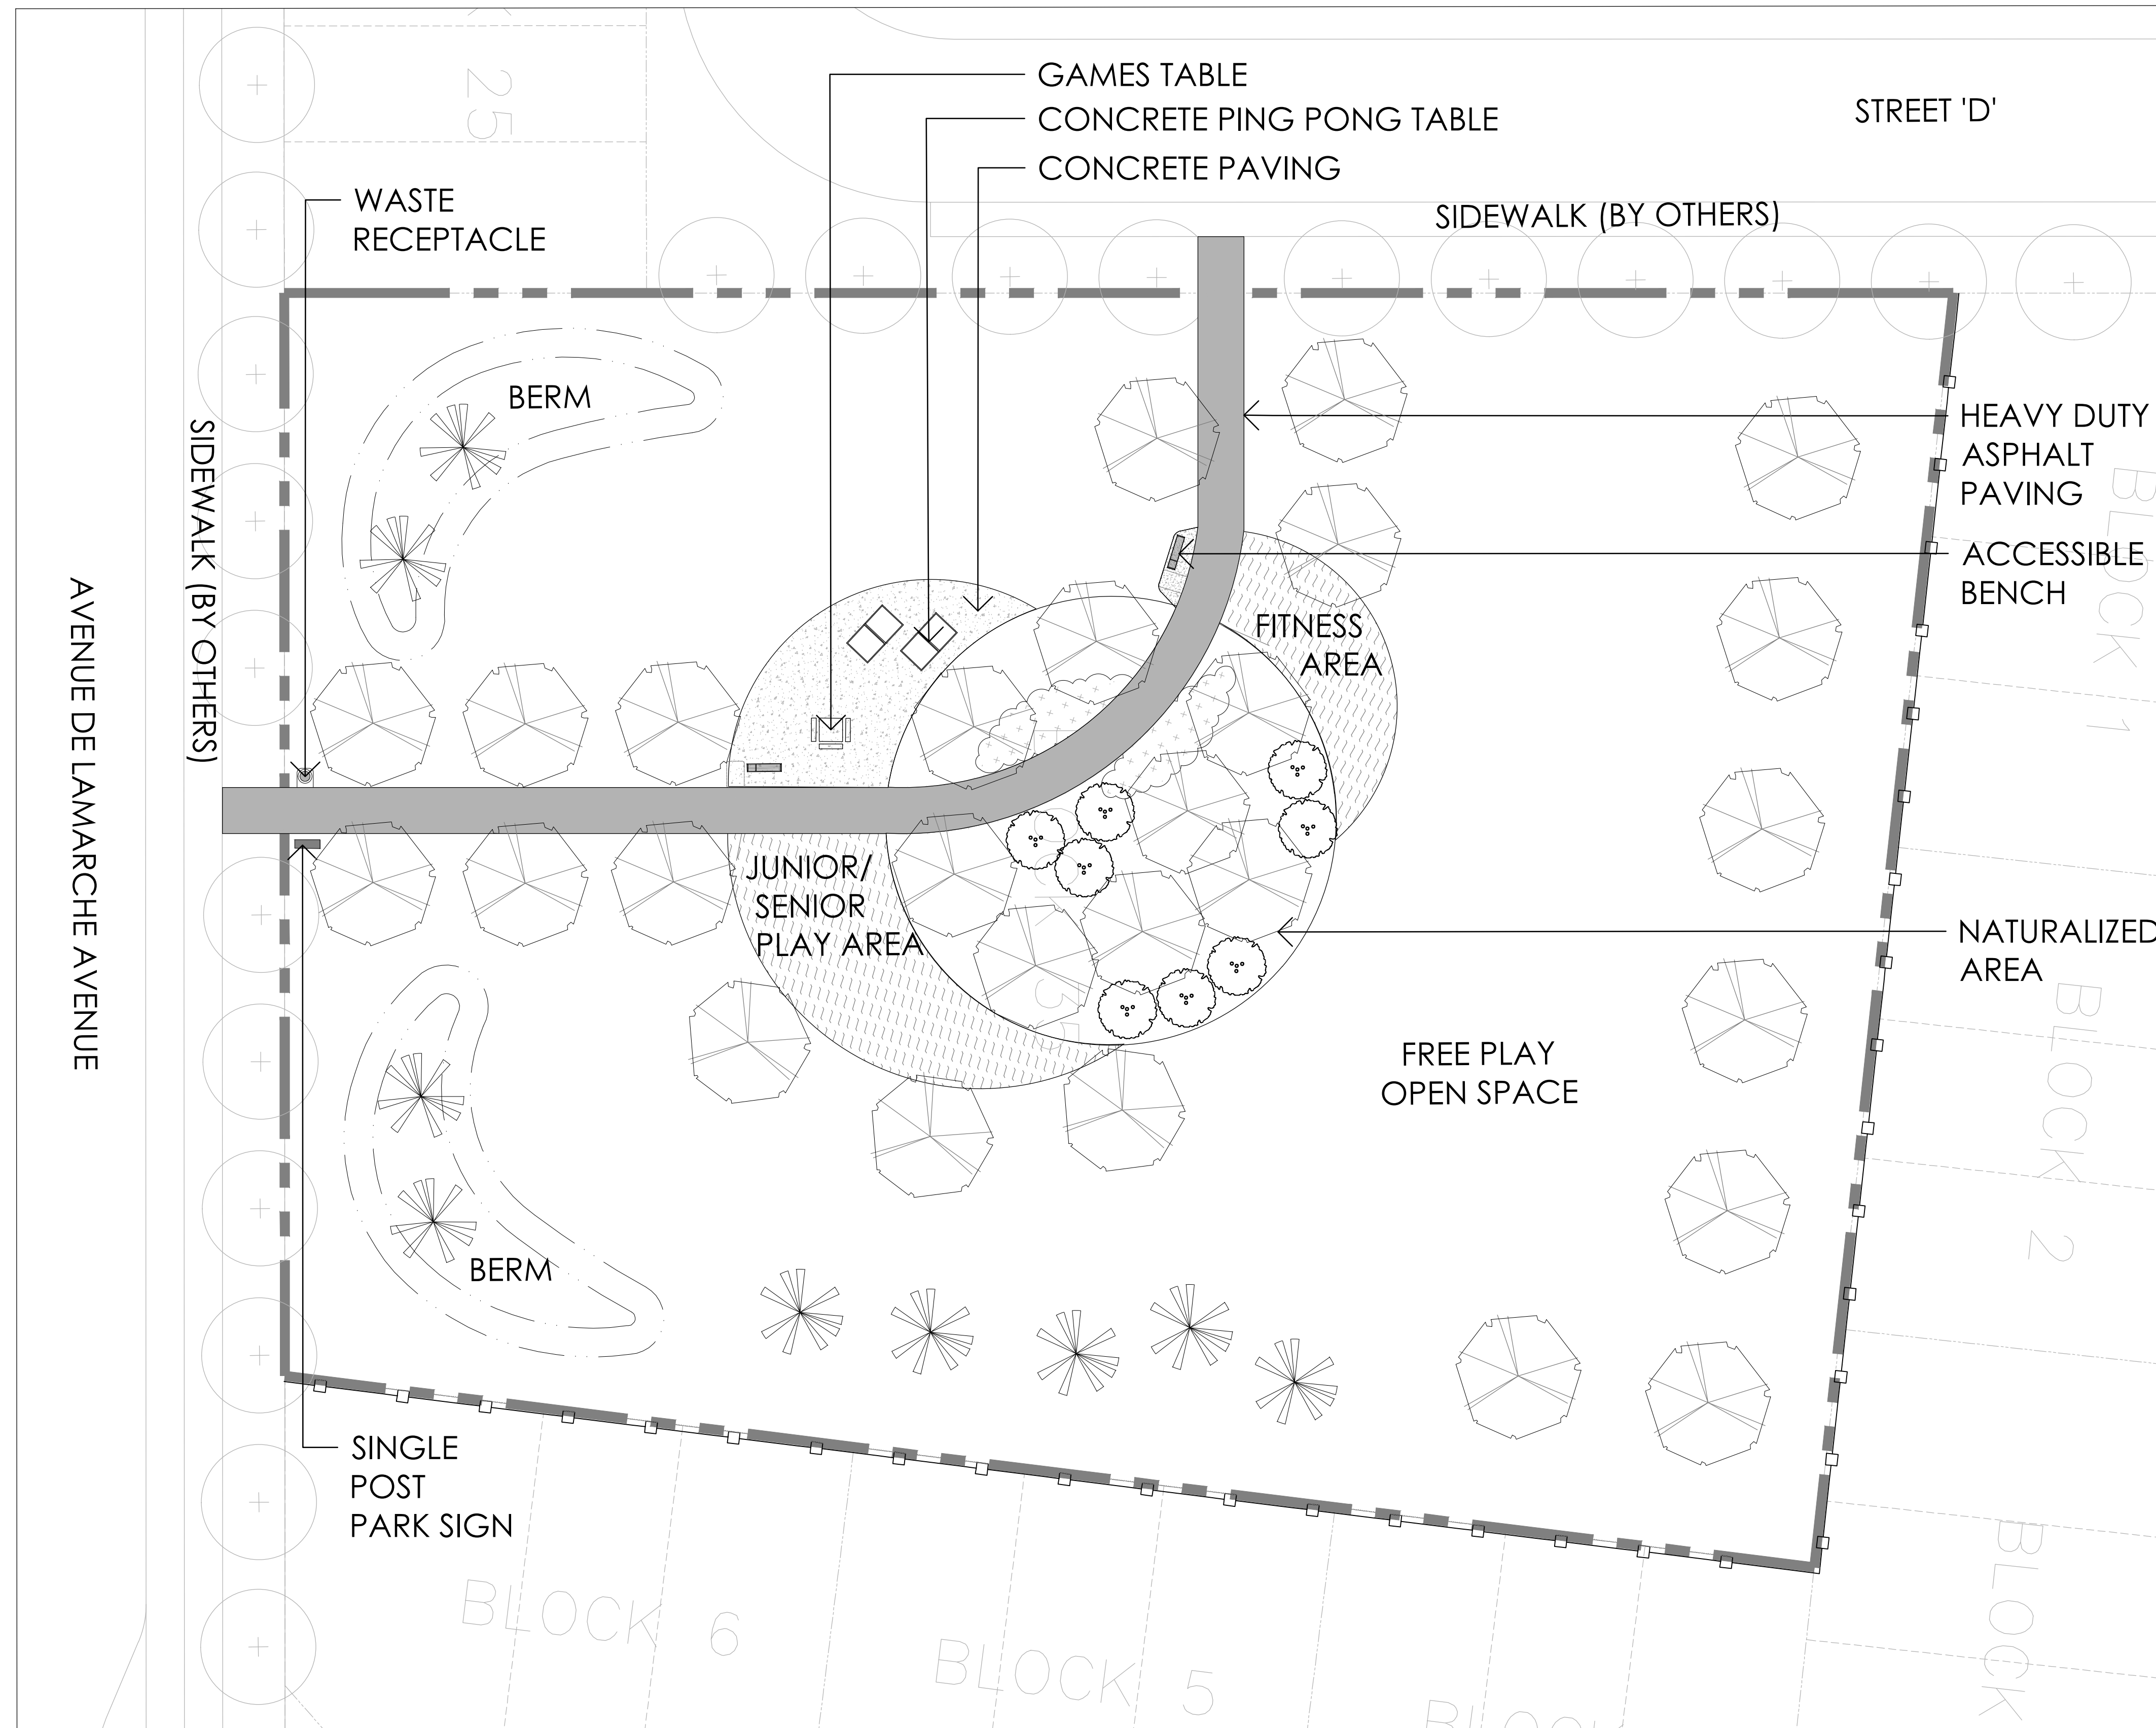 25
GAMES TABLE
CONCRETE PING PONG TABLE
CONCRETE PAVING
STREET 'D'
SIDEWALK (BY OTHERS)
WASTE
RECEPTACLE
BERM
HEAVY DUTY
ASPHALT
PAVING
ACCESSIBLE
BENCH
BLOCK 1
SIDEWALK (BY OTHERS)
AVENUE DE LAMARCHE AVENUE
FITNESS
AREA
JUNIOR/
SENIOR
PLAY AREA
NATURALIZED
AREA
FREE PLAY
OPEN SPACE
BLOCK 2
BERM
SINGLE
POST
PARK SIGN
BLOCK 6
BLOCK 5
BLOCK